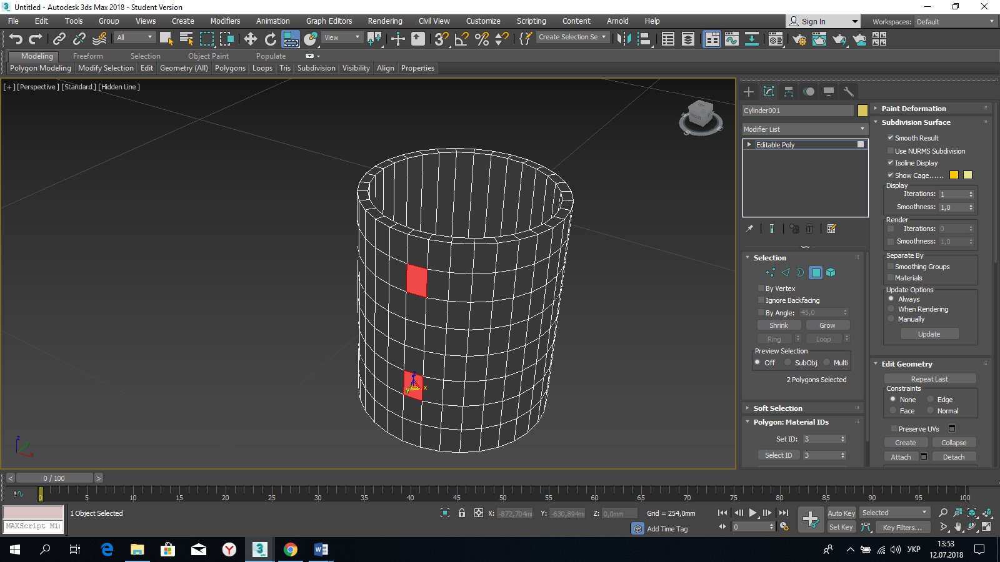 Untitled - Autodesk 3ds Max 2018 - Student Version
File Edit Tools Group Views Create Modifiers Animation Graph Editors Rendering Civil View Customize Scripting Content Arnold Help Sign In Workspaces: Default
All View Create Selection Se
Modeling Freeform Selection Object Paint Populate
Polygon Modeling Modify Selection Edit Geometry (All) Polygons Loops Tris Subdivision Visibility Align Properties
[+] [Perspective] [Standard] [Hidden Line]
Cylinder001
Modifier List
Editable Poly
Selection
By Vertex
Ignore Backfacing
By Angle: 45,0
Shrink Grow
Ring Loop
Preview Selection
Off SubObj Multi
2 Polygons Selected
Soft Selection
Polygon: Material IDs
Set ID: 3
Select ID 3
Paint Deformation
Subdivision Surface
Smooth Result
Use NURMS Subdivision
Isoline Display
Show Cage......
Display
Iterations: 1
Smoothness: 1,0
Render
Iterations: 0
Smoothness: 1,0
Separate By
Smoothing Groups
Materials
Update Options
Always
When Rendering
Manually
Update
Edit Geometry
Repeat Last
Constraints
None Edge
Face Normal
Preserve UVs
Create Collapse
Attach Detach
z
y x
z
y
x
< 0 / 100 >
0 5 10 15 20 25 30 35 40 45 50 55 60 65 70 75 80 85 90 95 100
1 Object Selected X: -872,704m Y: -630,894m Z: 0,0mm Grid = 254,0mm Auto Key Selected
MAXScript Mi Add Time Tag 0 Set Key Key Filters...
УКР
13:53
12.07.2018